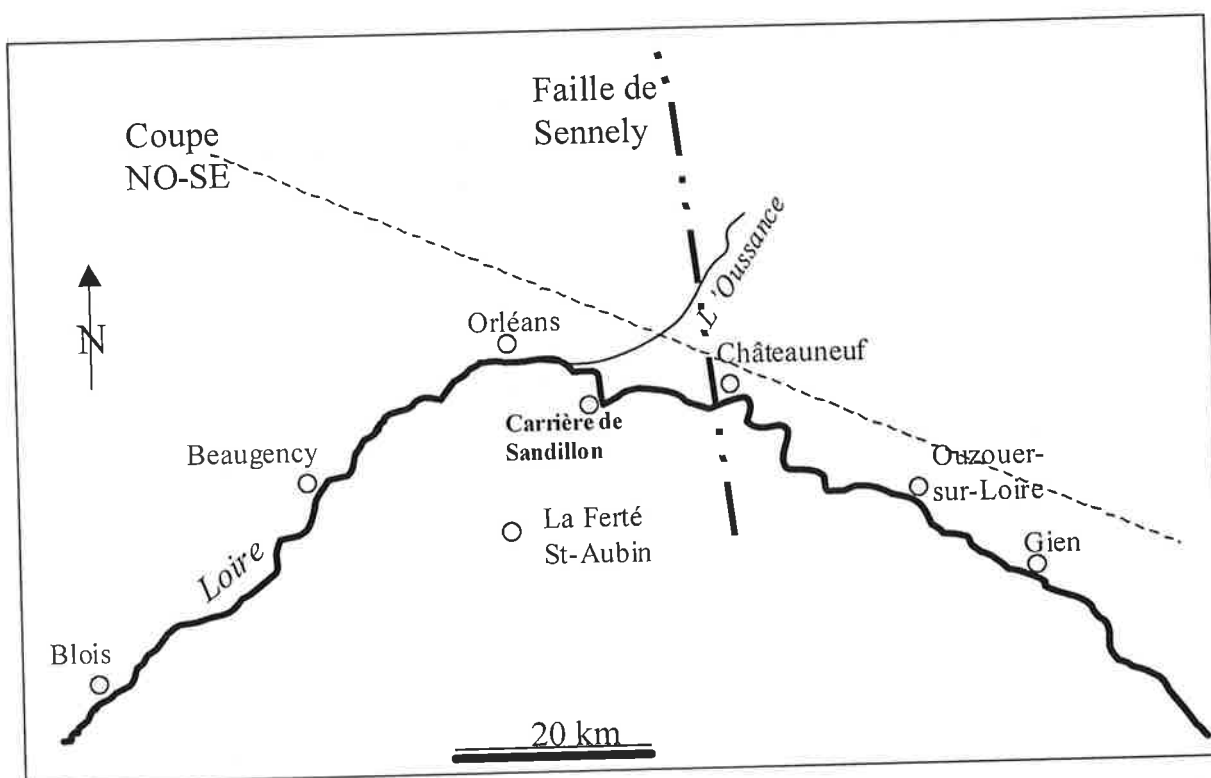 Faille de
Sennely
Coupe
NO-SE
L'Oussance
N
Orléans
Châteauneuf
Carrière de
Sandillon
Beaugency
Ouzouer-
sur-Loire
La Ferté
St-Aubin
Gien
Loire
Blois
20 km